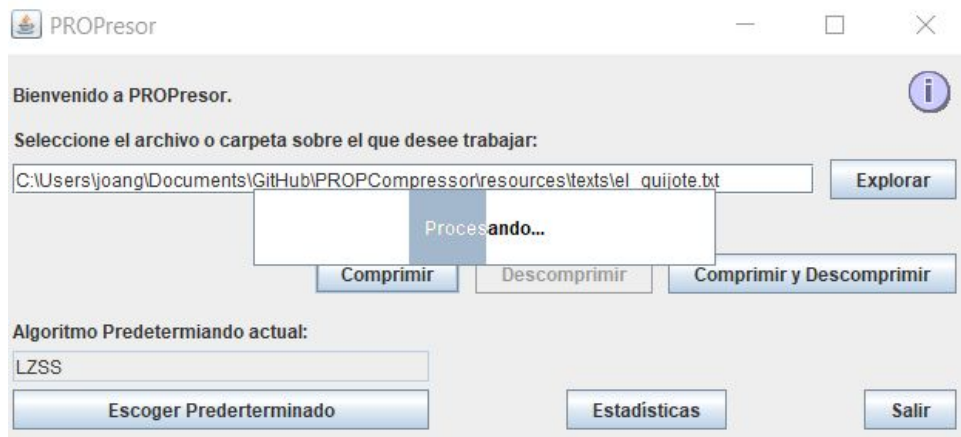 PROPresor
Bienvenido a PROPresor.
i
Seleccione el archivo o carpeta sobre el que desee trabajar:
C:\Users\joang\Documents\GitHub\PROPCompressor\resources\texts\el_quijote.txt
Explorar
Procesando...
Comprimir
Descomprimir
Comprimir y Descomprimir
Algoritmo Predetermiando actual:
LZSS
Escoger Prederterminado
Estadísticas
Salir